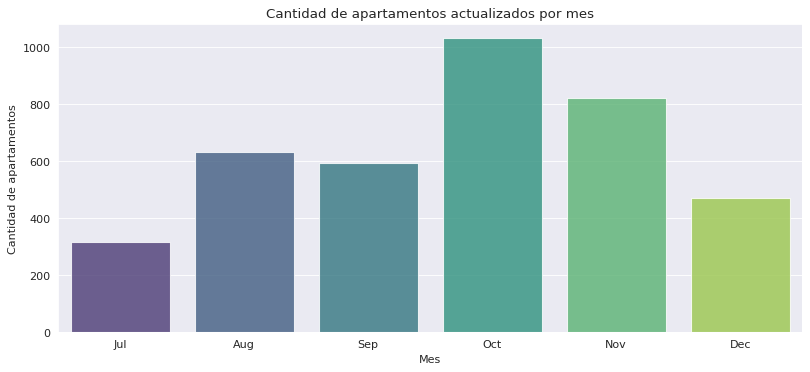 Cantidad de apartamentos actualizados por mes
Cantidad de apartamentos
1000
800
600
400
200
0
Jul Aug Sep Oct Nov Dec
Mes